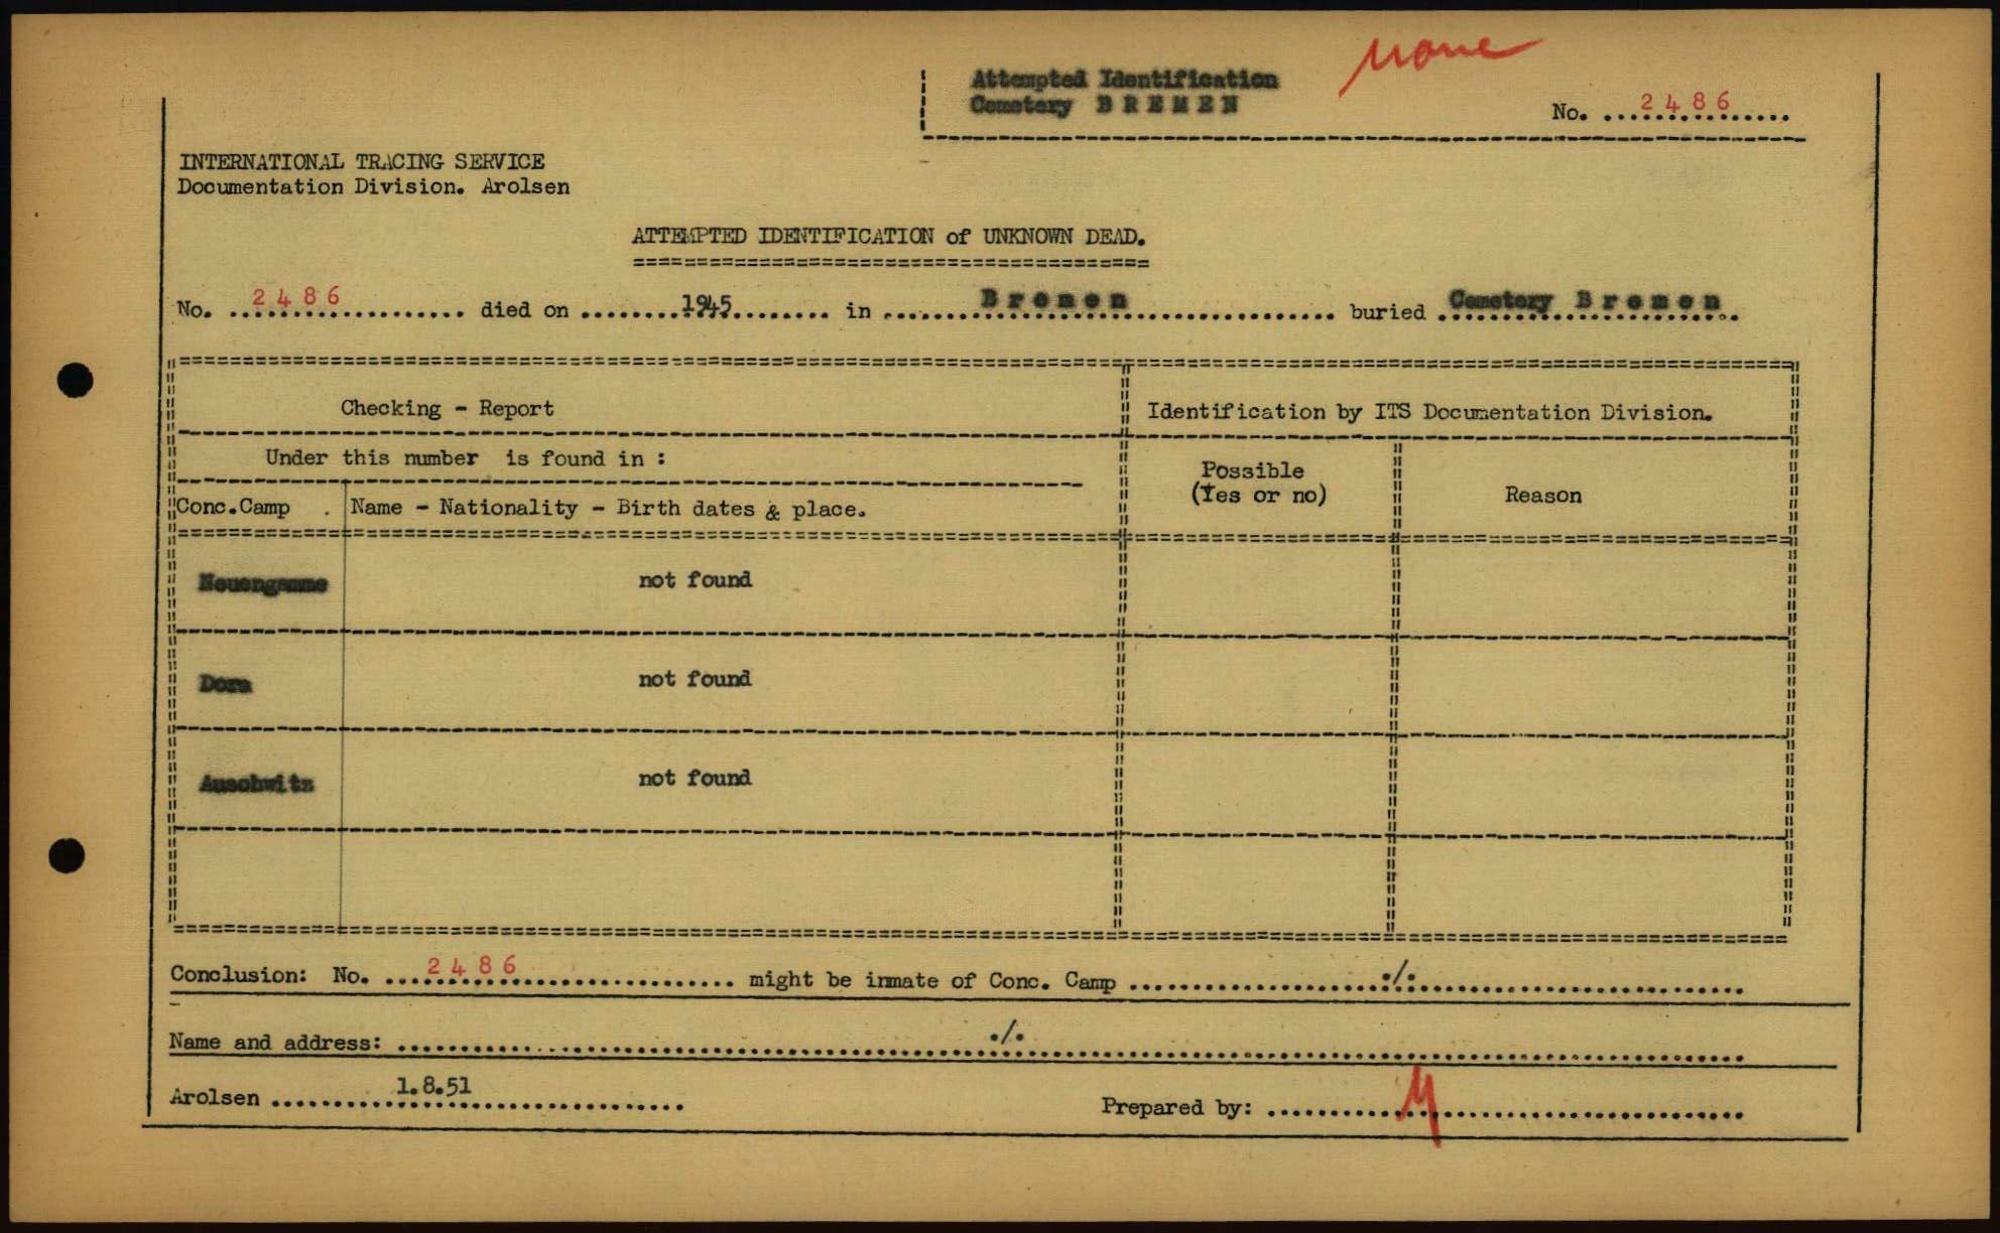 none
Attempted Identification
Cemetery BREMEN
No. ..2486......
INTERNATIONAL TRACING SERVICE
Documentation Division. Arolsen
ATTEMPTED IDENTIFICATION of UNKNOWN DEAD.
No. ..2486......... died on ........1945........ in .......Bremen................ buried Cemetery Bremen..
Checking - Report
Identification by ITS Documentation Division.
Under this number is found in :
Possible
(Yes or no)
Reason
Conc.Camp . Name - Nationality - Birth dates & place.
Neuengamme not found
Dora not found
Auschwitz not found
Conclusion: No. ...2486................. might be inmate of Conc. Camp ...................../.........................
Name and address: ............................................./.........................................................
Arolsen ..........1.8.51................. Prepared by: .....................................